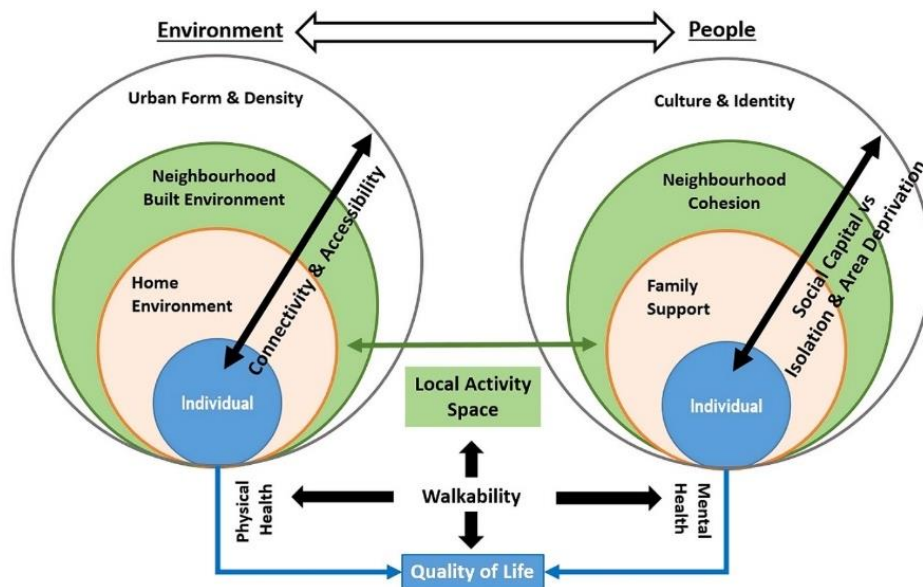 Environment
People
Urban Form & Density
Culture & Identity
Neighbourhood
Built Environment
Neighbourhood
Cohesion
Connectivity & Accessibility
Social Capital vs
Isolation & Area Deprivation
Home
Environment
Family
Support
Individual
Local Activity
Space
Individual
Physical
Health
Walkability
Mental
Health
Quality of Life